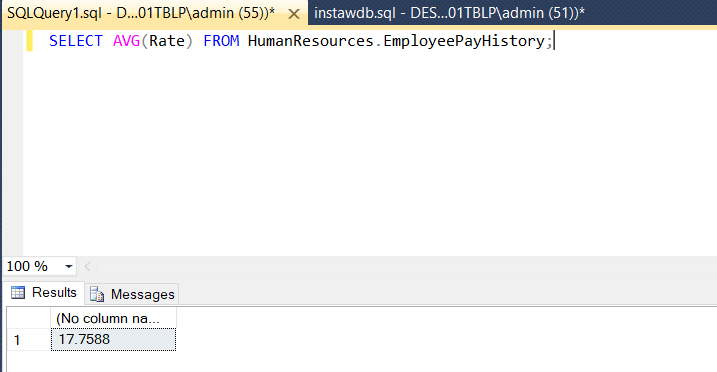 SQLQuery1.sql - D...01TBLP\admin (55))* instawdb.sql - DES...01TBLP\admin (51))*
SELECT AVG(Rate) FROM HumanResources.EmployeePayHistory;
100 %
Results Messages
(No column na...
1 17.7588